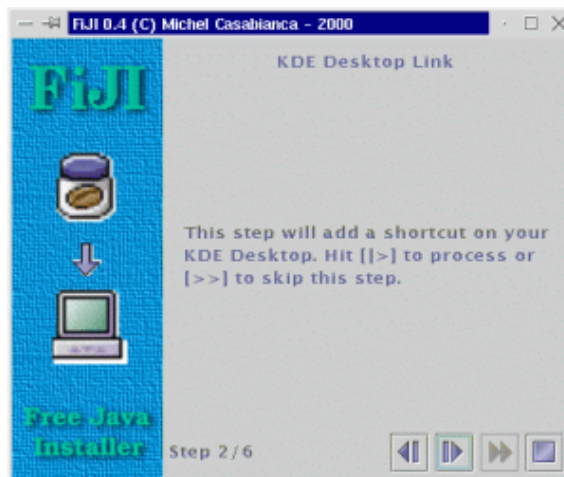 FiJI 0.4 (C) Michel Casabianca - 2000
FiJI
KDE Desktop Link
This step will add a shortcut on your
KDE Desktop. Hit [|>] to process or
[>>] to skip this step.
Free Java
Installer
Step 2/6